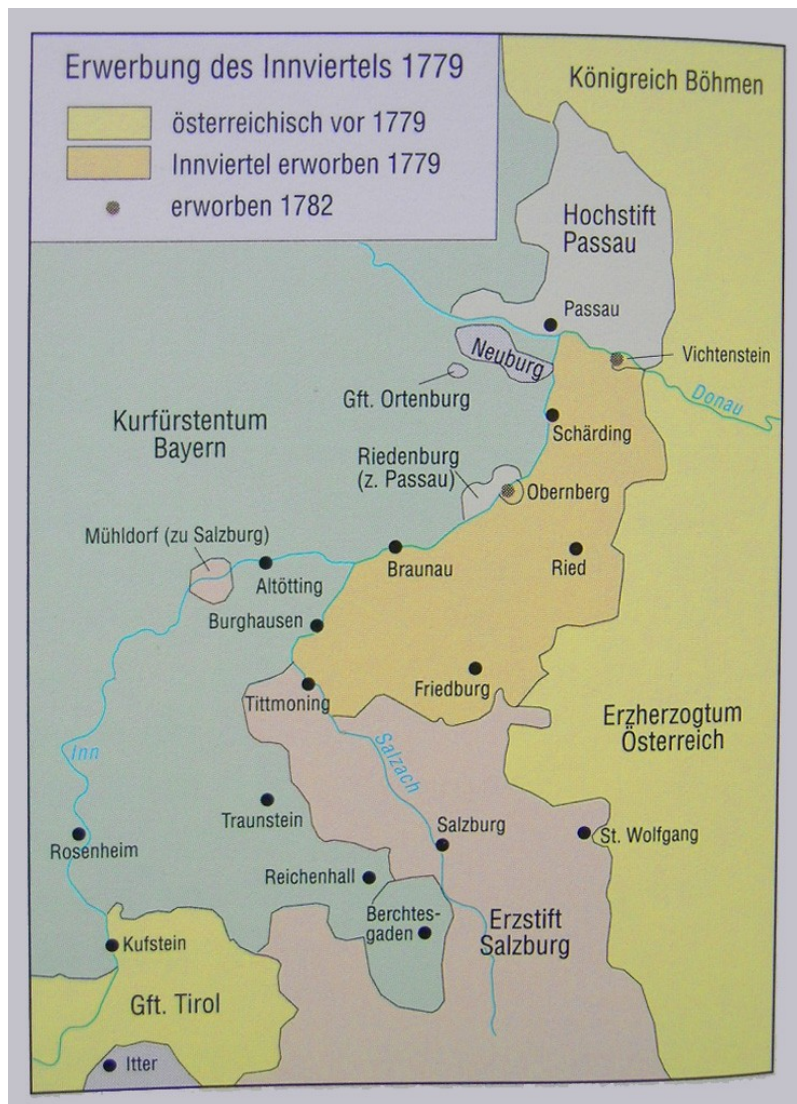 Erwerbung des Innviertels 1779
österreichisch vor 1779
Innviertel erworben 1779
erworben 1782
Königreich Böhmen
Hochstift
Passau
Passau
Neuburg
Vichtenstein
Gft. Ortenburg
Donau
Kurfürstentum
Bayern
Schärding
Riedenburg
(z. Passau)
Obernberg
Mühldorf (zu Salzburg)
Altötting
Braunau
Ried
Burghausen
Tittmoning
Friedburg
Erzherzogtum
Österreich
Inn
Salzach
Traunstein
Salzburg
St. Wolfgang
Rosenheim
Reichenhall
Berchtes-
gaden
Erzstift
Salzburg
Kufstein
Gft. Tirol
Itter